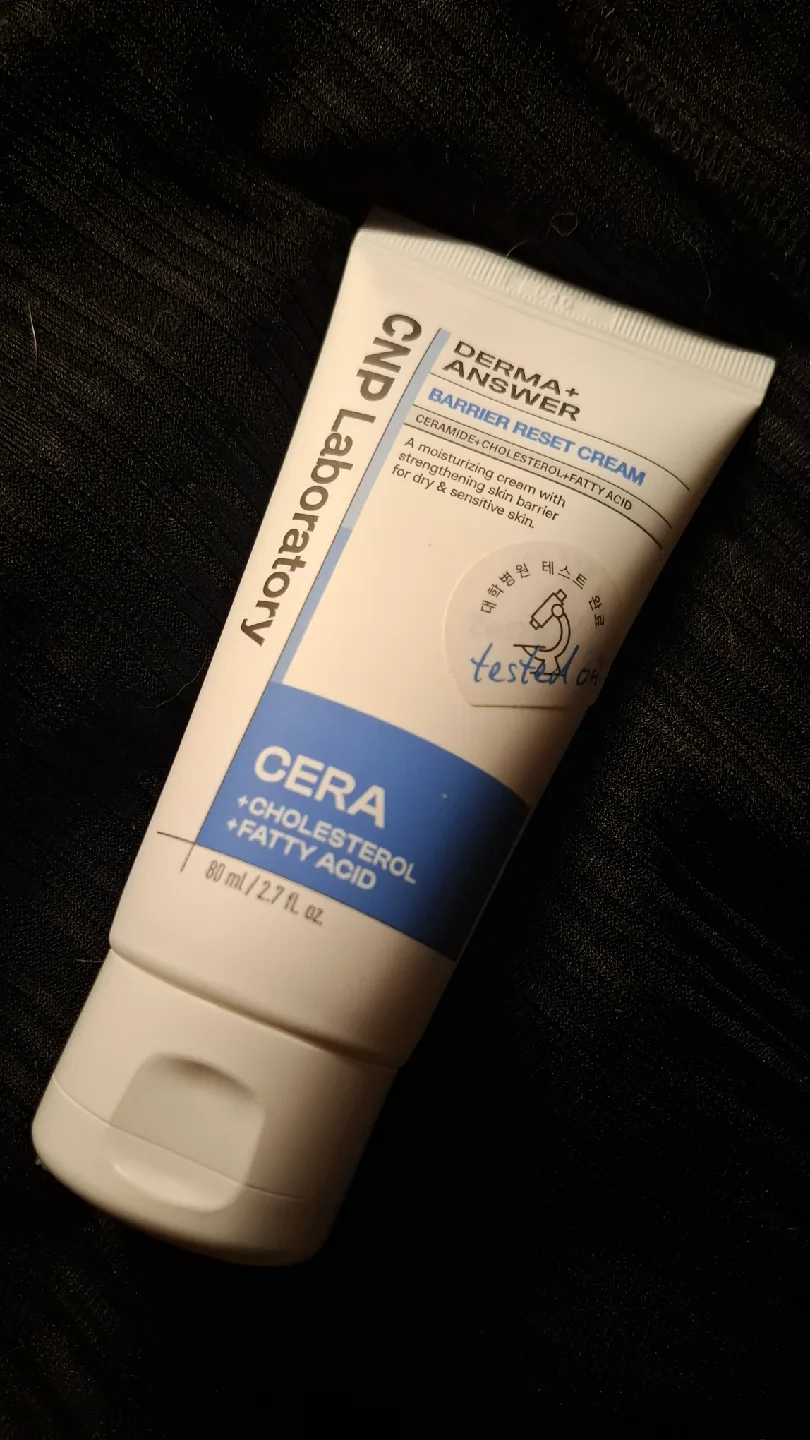 CNP Laboratory
DERMA+
ANSWER
BARRIER RESET CREAM
CERAMIDE+CHOLESTEROL+FATTY ACID
A moisturizing cream with
strengthening skin barrier
for dry & sensitive skin.
대학병원 테스트 완료
tested on
CERA
+CHOLESTEROL
+FATTY ACID
80 ml / 2.7 fl. oz.